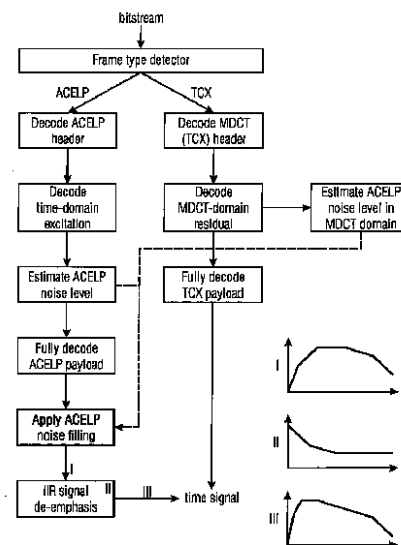 bitstream
Frame type detector
ACELP
TCX
Decode ACELP
header
Decode MDCT
(TCX) header
Decode
time-domain
excitation
Decode
MDCT-domain
residual
Estimate ACELP
noise level in
MDCT domain
Estimate ACELP
noise level
Fully decode
TCX payload
Fully decode
ACELP payload
Apply ACELP
noise filling
I
IIR signal
de-emphasis
II
III
time signal
I
II
III